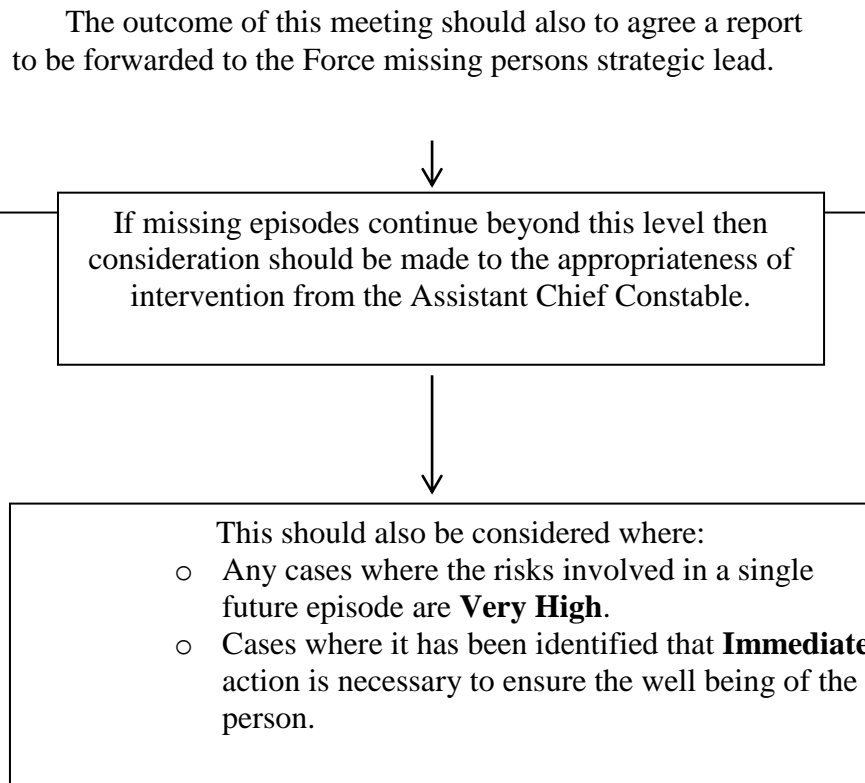 The outcome of this meeting should also to agree a report
to be forwarded to the Force missing persons strategic lead.
If missing episodes continue beyond this level then
consideration should be made to the appropriateness of
intervention from the Assistant Chief Constable.
This should also be considered where:
o Any cases where the risks involved in a single
future episode are Very High.
o Cases where it has been identified that Immediate
action is necessary to ensure the well being of the
person.